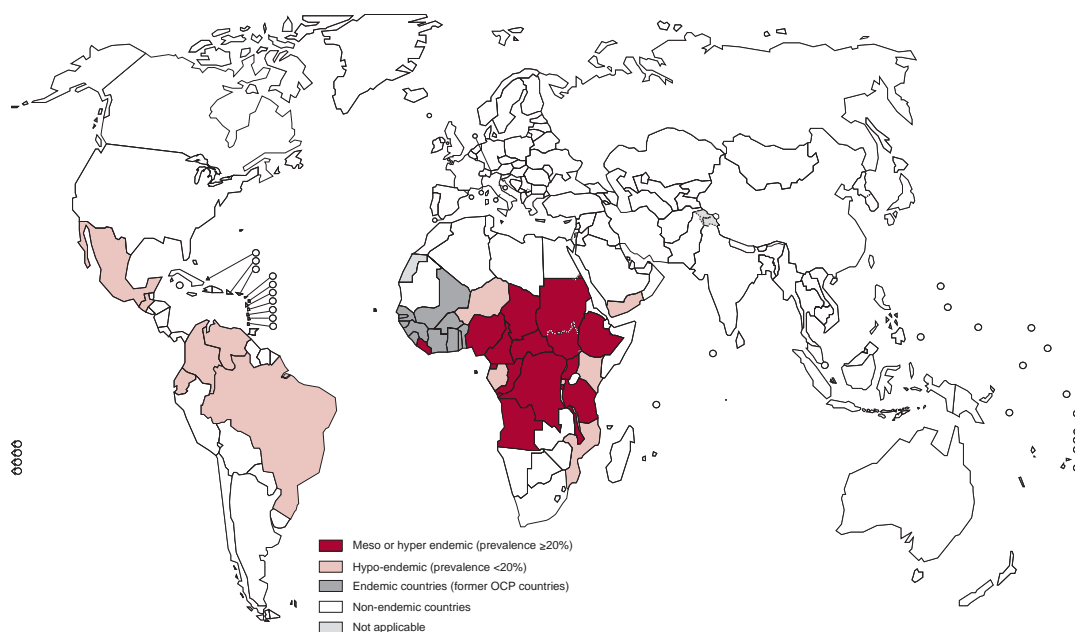 Meso or hyper endemic (prevalence ≥20%)
Hypo-endemic (prevalence <20%)
Endemic countries (former OCP countries)
Non-endemic countries
Not applicable